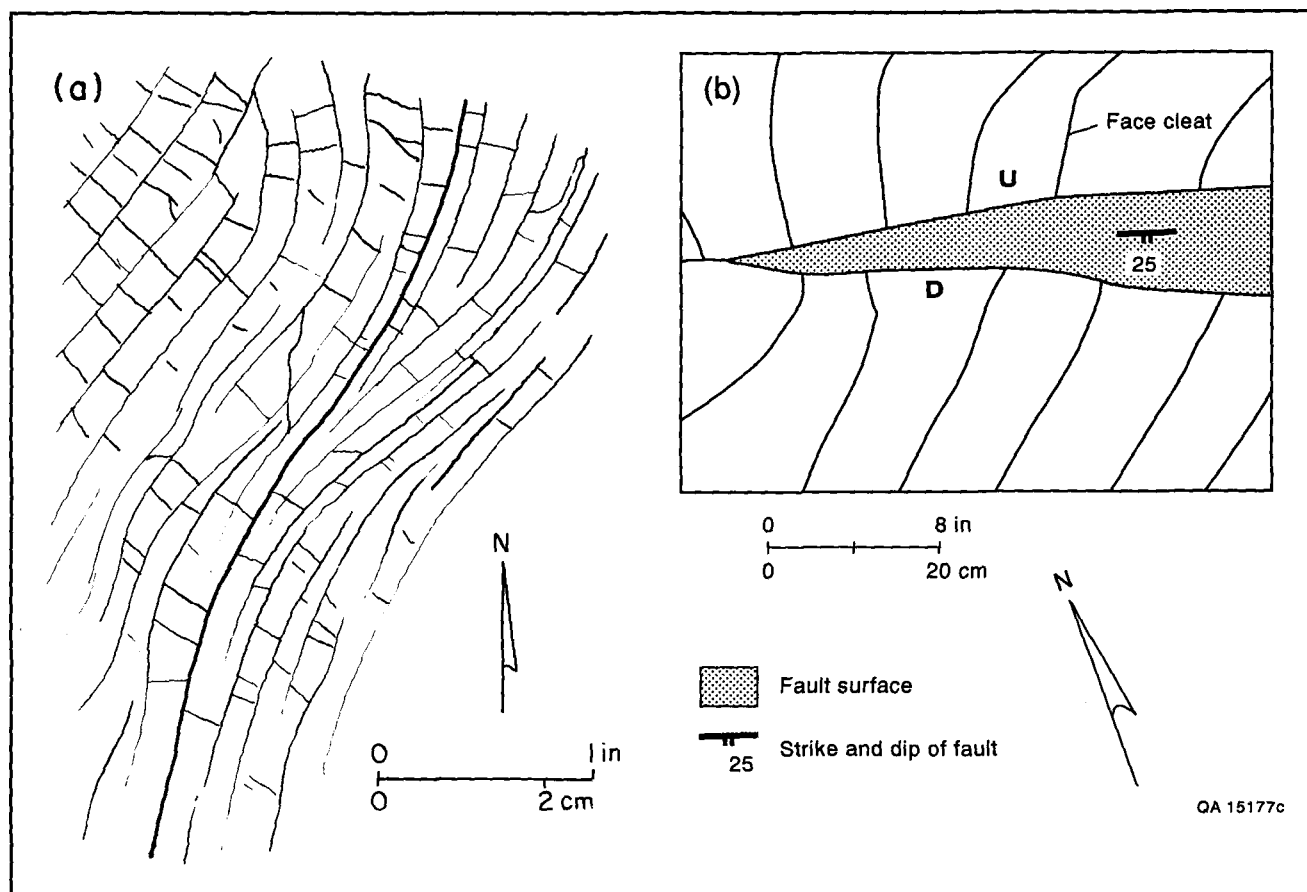 (a)
N
0 1 in
0 2 cm
(b)
Face cleat
U
25
D
0 8 in
0 20 cm
N
Fault surface
Strike and dip of fault
25
QA 15177c